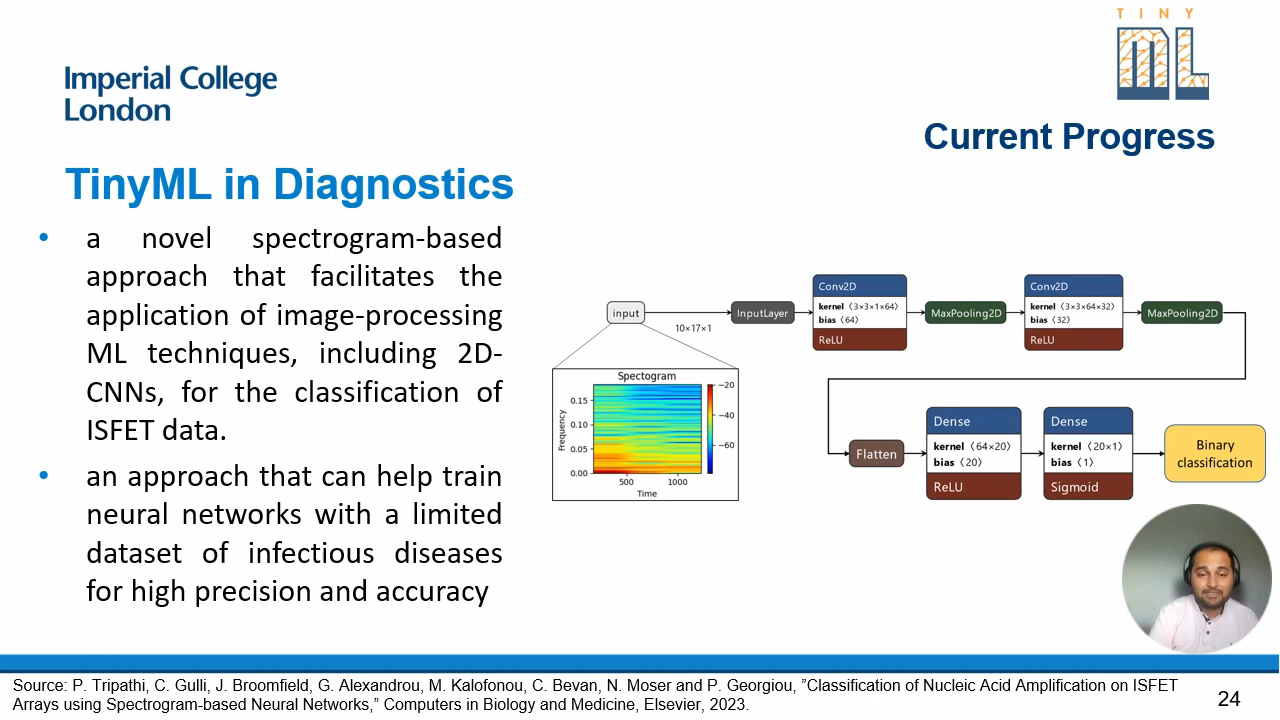 TINY
ML
Imperial College
London
Current Progress
TinyML in Diagnostics
• a novel spectrogram-based
approach that facilitates the
application of image-processing
ML techniques, including 2D-
CNNs, for the classification of
ISFET data.
• an approach that can help train
neural networks with a limited
dataset of infectious diseases
for high precision and accuracy
input
10×17×1
InputLayer
Conv2D
kernel ⟨3×3×1×64⟩
bias ⟨64⟩
ReLU
MaxPooling2D
Conv2D
kernel ⟨3×3×64×32⟩
bias ⟨32⟩
ReLU
MaxPooling2D
Spectogram
Frequency
0.15
0.10
0.05
0.00
500
1000
Time
−20
−40
−60
Flatten
Dense
kernel ⟨64×20⟩
bias ⟨20⟩
ReLU
Dense
kernel ⟨20×1⟩
bias ⟨1⟩
Sigmoid
Binary
classification
Source: P. Tripathi, C. Gulli, J. Broomfield, G. Alexandrou, M. Kalofonou, C. Bevan, N. Moser and P. Georgiou, ”Classification of Nucleic Acid Amplification on ISFET
Arrays using Spectrogram-based Neural Networks,” Computers in Biology and Medicine, Elsevier, 2023.
24